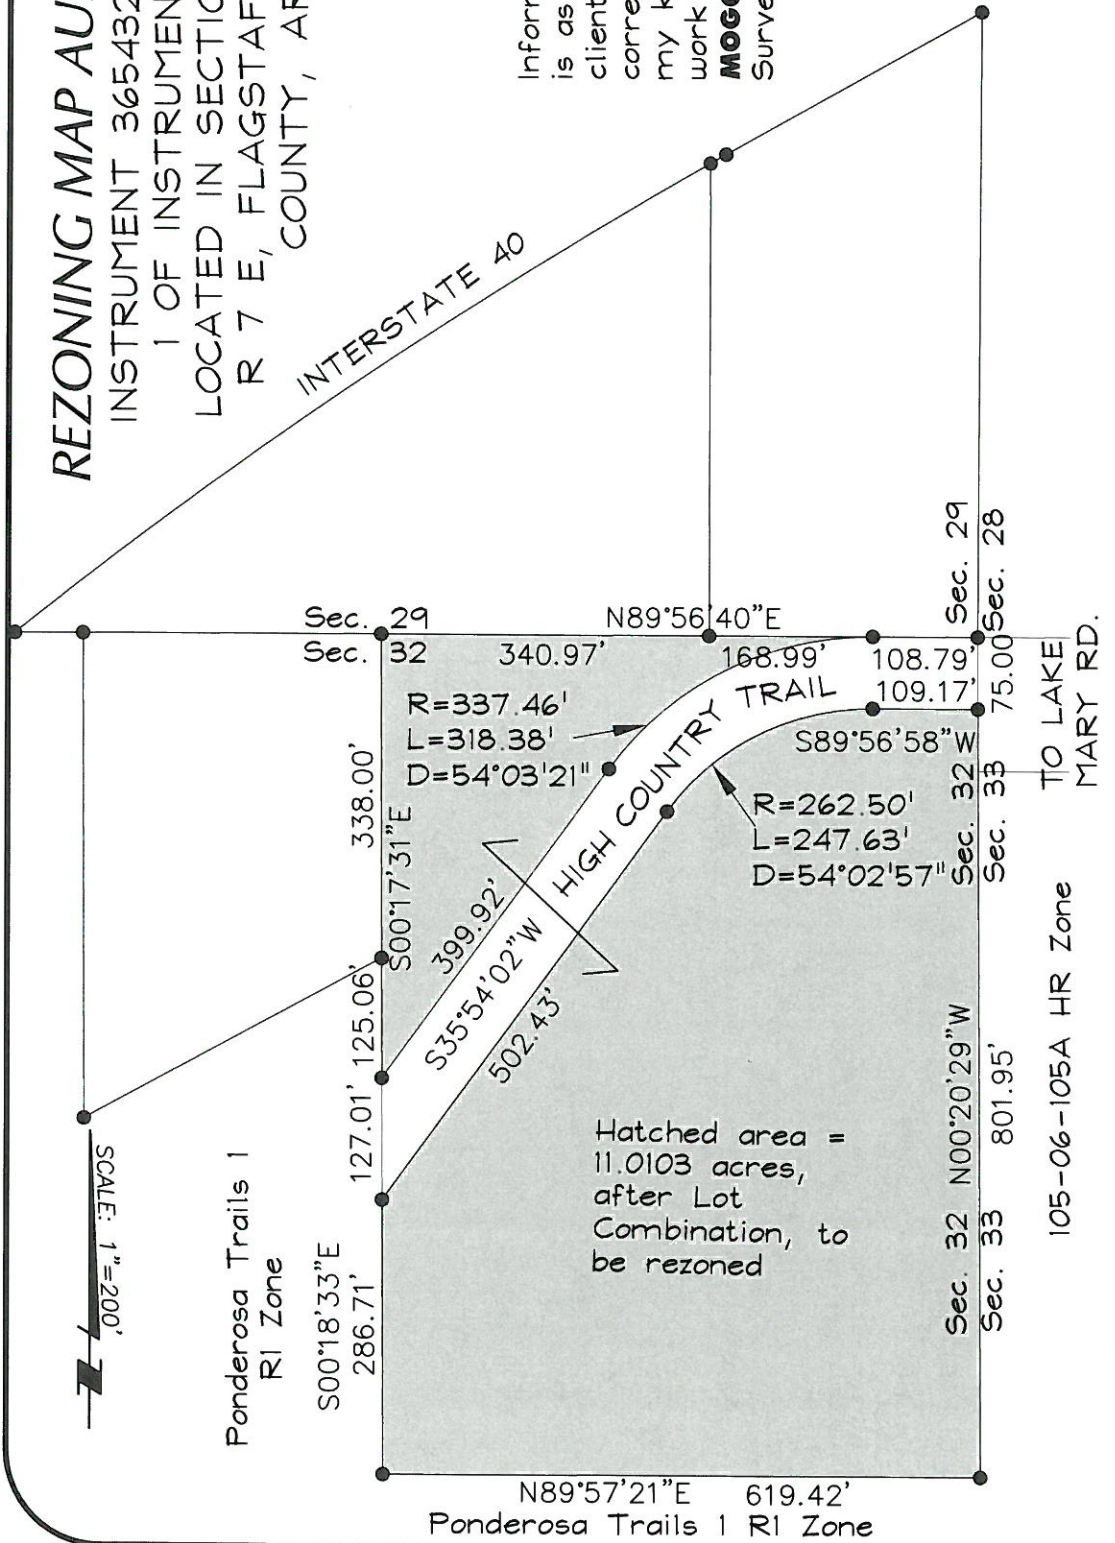 REZONING MAP AU
INSTRUMENT 365432
1 OF INSTRUMEN
LOCATED IN SECTIO
R 7 E, FLAGSTAF
COUNTY, AR
Infor
is as
client
corre
my k
work
MOGO
Surve
INTERSTATE 40
Sec. 29
Sec. 32
N89°56'40"E
340.97'
168.99'
108.79'
109.17'
75.00
Sec. 29
Sec. 28
TO LAKE
MARY RD.
R=337.46'
L=318.38'
D=54°03'21"
HIGH COUNTRY TRAIL
S89°56'58"W
R=262.50'
L=247.63'
D=54°02'57"
Sec. 32
Sec. 33
338.00'
S00°17'31"E
399.92'
S35°54'02"W
502.43'
125.06'
127.01'
SCALE: 1"=200'
Ponderosa Trails 1
R1 Zone
S00°18'33"E
286.71'
Hatched area =
11.0103 acres,
after Lot
Combination, to
be rezoned
Sec. 32 N00°20'29"W
Sec. 33 801.95'
105-06-105A HR Zone
N89°57'21"E 619.42'
Ponderosa Trails 1 R1 Zone